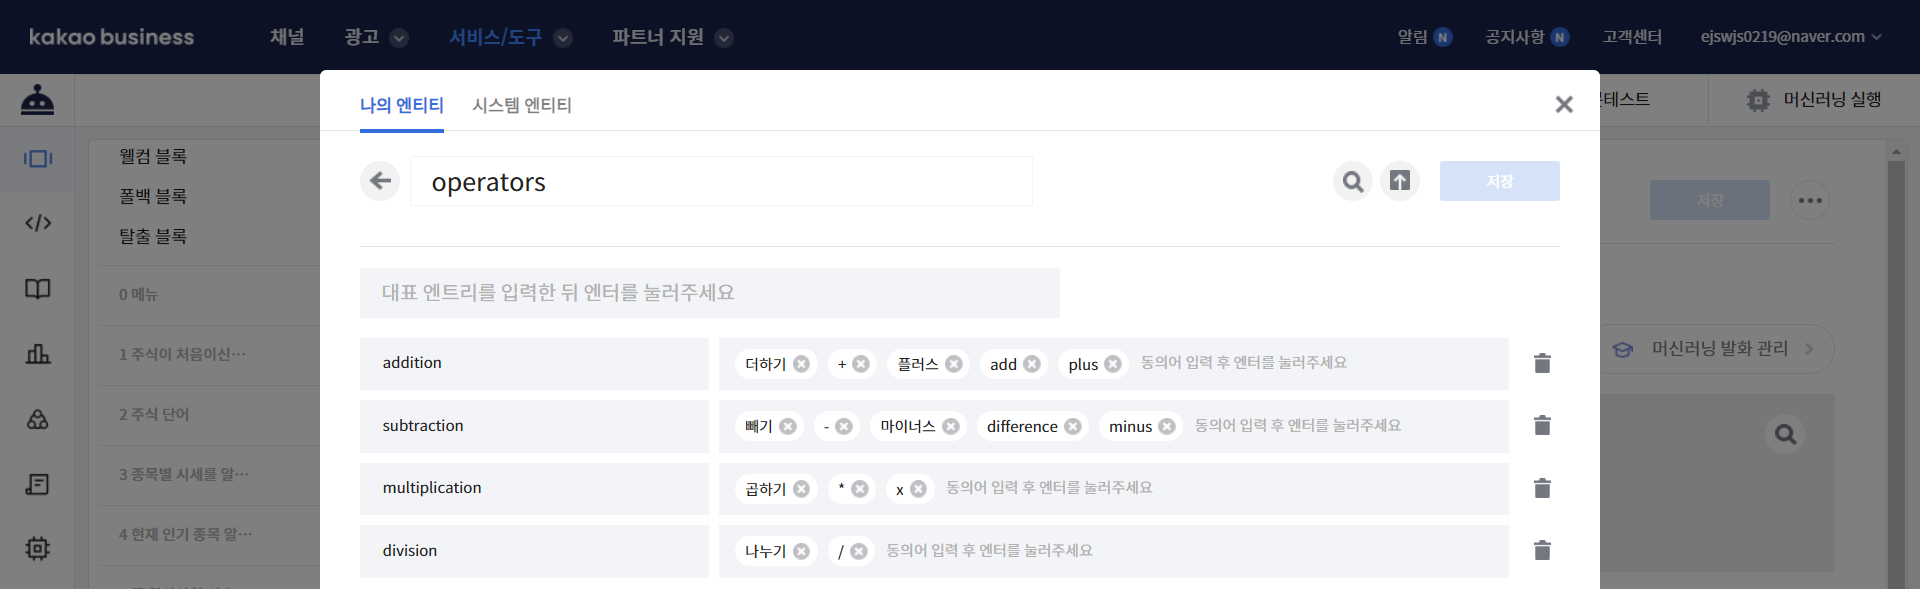 kakao business 채널 광고 서비스/도구 파트너 지원 알림 N 공지사항 N 고객센터 ejswjs0219@naver.com
나의 엔티티 시스템 엔티티
테스트 머신러닝 실행
웰컴 블록
폴백 블록
탈출 블록
operators 저장
저장
0 메뉴
대표 엔트리를 입력한 뒤 엔터를 눌러주세요
1 주식이 처음이신…
addition 더하기 + 플러스 add plus 동의어 입력 후 엔터를 눌러주세요
머신러닝 발화 관리
2 주식 단어
subtraction 빼기 - 마이너스 difference minus 동의어 입력 후 엔터를 눌러주세요
3 종목별 시세를 알…
multiplication 곱하기 * x 동의어 입력 후 엔터를 눌러주세요
4 현재 인기 종목 알…
division 나누기 / 동의어 입력 후 엔터를 눌러주세요